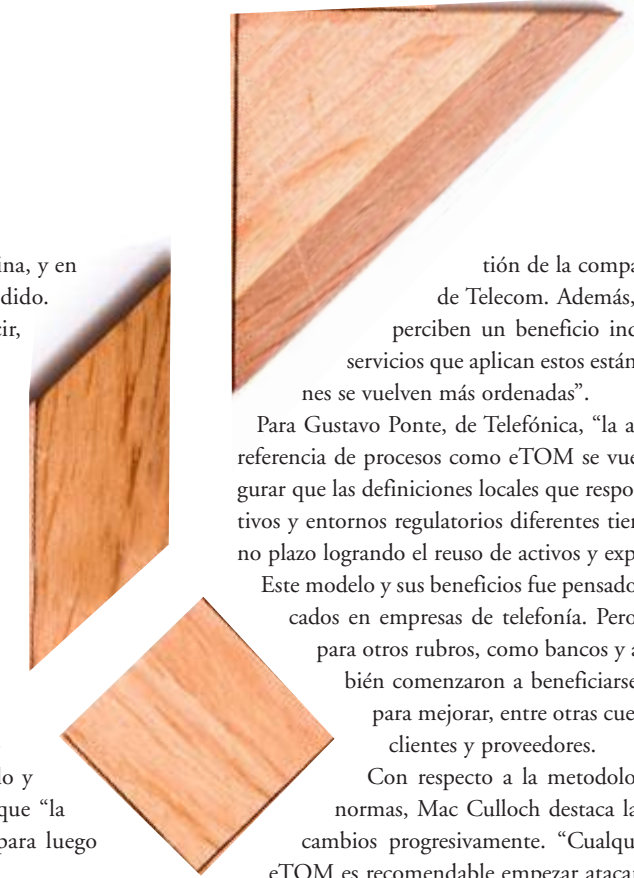 ina, y en
dido.
cir,
lo y
que “la
para luego
tión de la compa
de Telecom. Además,
perciben un beneficio ind
servicios que aplican estos están
nes se vuelven más ordenadas”.
Para Gustavo Ponte, de Telefónica, “la a
referencia de procesos como eTOM se vue
gurar que las definiciones locales que respo
tivos y entornos regulatorios diferentes tien
no plazo logrando el reuso de activos y exp
Este modelo y sus beneficios fue pensado
cados en empresas de telefonía. Pero
para otros rubros, como bancos y a
bién comenzaron a beneficiarse
para mejorar, entre otras cue
clientes y proveedores.
Con respecto a la metodolo
normas, Mac Culloch destaca la
cambios progresivamente. “Cualqu
eTOM es recomendable empezar atacan